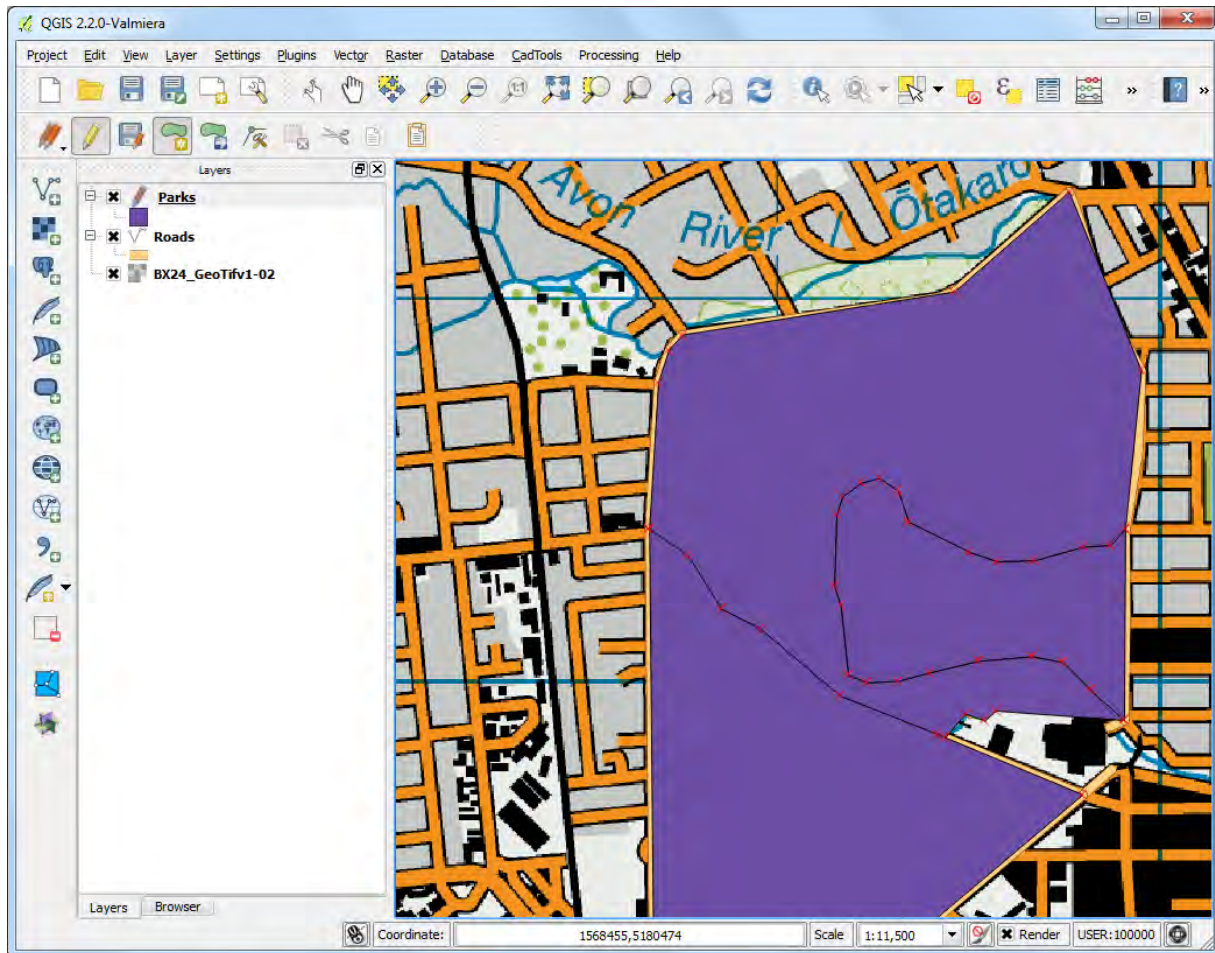 QGIS 2.2.0-Valmiera
Project Edit View Layer Settings Plugins Vector Raster Database CadTools Processing Help
Layers
Parks
Roads
BX24_GeoTifv1-02
Avon River / Ōtakaro
Layers Browser
Coordinate: 1568455,5180474 Scale 1:11,500 Render USER:100000